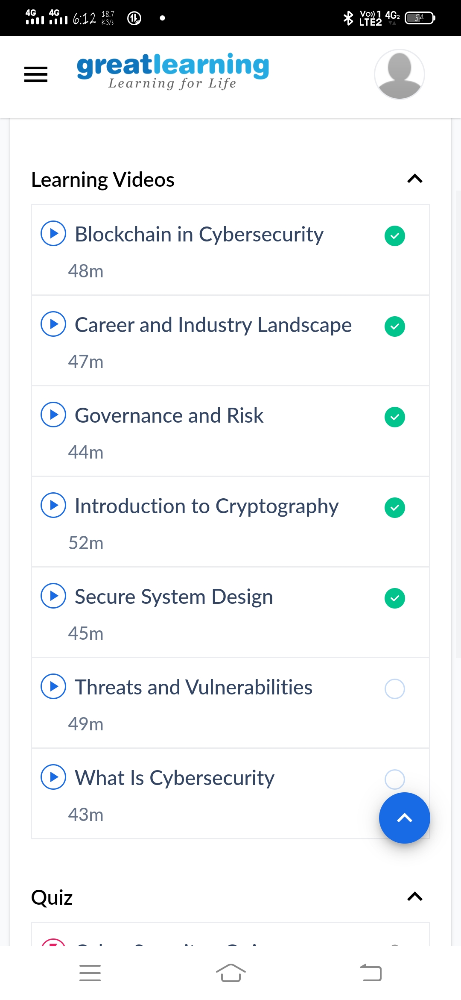 4G 4G 6:12 18.7 KB/s Vo)) 1 LTE2 4G2 54
greatlearning
Learning for Life
Learning Videos
Blockchain in Cybersecurity
48m
Career and Industry Landscape
47m
Governance and Risk
44m
Introduction to Cryptography
52m
Secure System Design
45m
Threats and Vulnerabilities
49m
What Is Cybersecurity
43m
Quiz